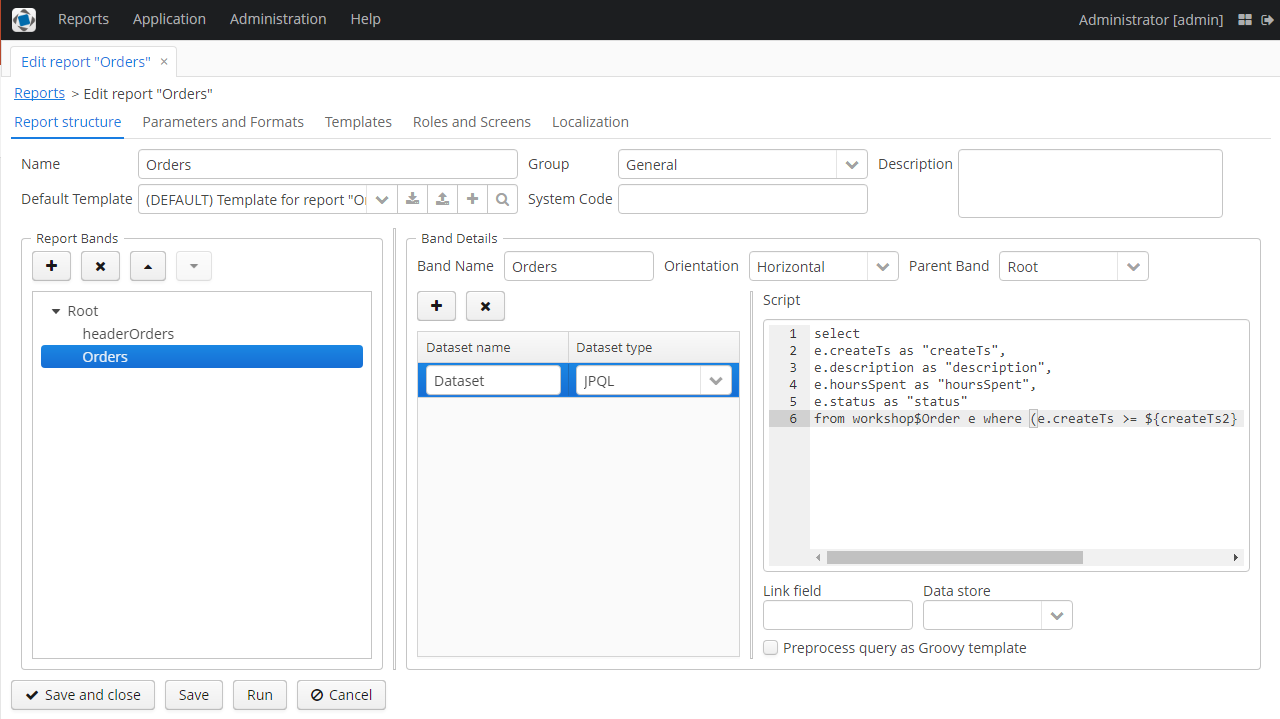 Reports Application Administration Help Administrator [admin]
Edit report "Orders" ×
Reports > Edit report "Orders"
Report structure Parameters and Formats Templates Roles and Screens Localization
Name Orders Group General Description
Default Template (DEFAULT) Template for report "Or System Code
Report Bands
Root
headerOrders
Orders
Band Details
Band Name Orders Orientation Horizontal Parent Band Root
Dataset name Dataset type
Dataset JPQL
Script
1 select
2 e.createTs as "createTs",
3 e.description as "description",
4 e.hoursSpent as "hoursSpent",
5 e.status as "status"
6 from workshop$Order e where (e.createTs >= ${createTs2}
Link field Data store
Preprocess query as Groovy template
Save and close Save Run Cancel